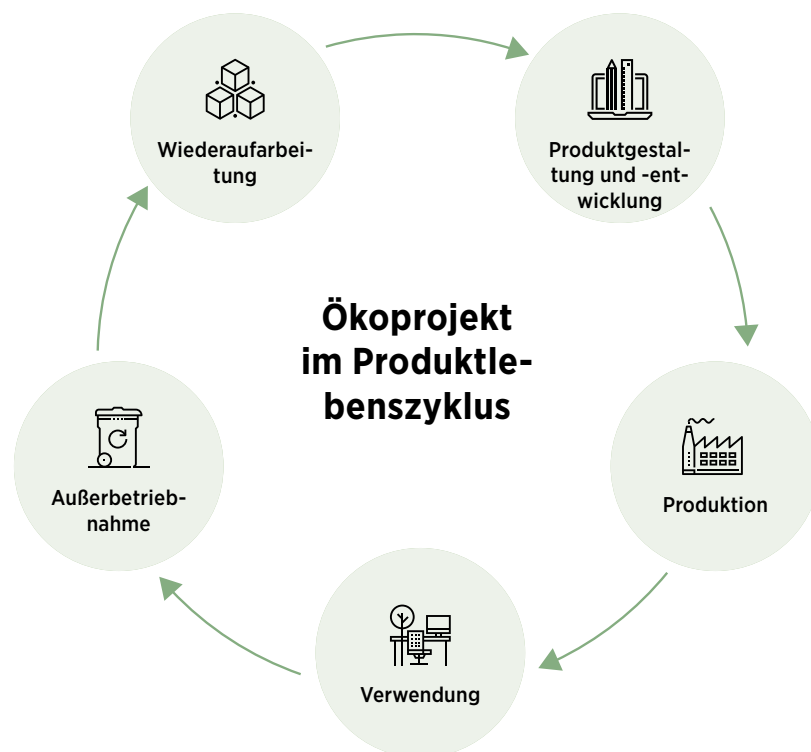 Wiederaufarbei-
tung
Produktgestal-
tung und -ent-
wicklung
Ökoprojekt
im Produktle-
benszyklus
Außerbetrieb-
nahme
Produktion
Verwendung